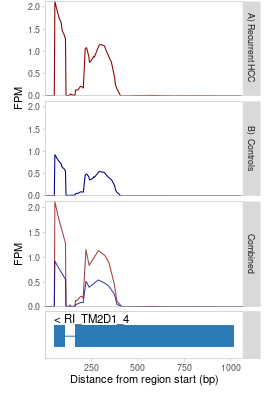 2.0
1.5
1.0
0.5
0.0
FPM
A) Recurrent HCC
2.0
1.5
1.0
0.5
0.0
B) Controls
2.0
1.5
1.0
0.5
0.0
FPM
Combined
< RI_TM2D1_4
250
500
750
1000
Distance from region start (bp)